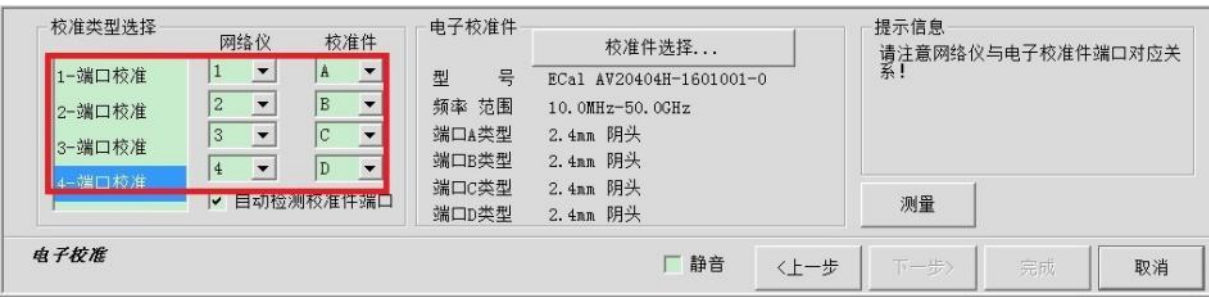 校准类型选择
网络仪 校准件
1-端口校准 1 A
2-端口校准 2 B
3-端口校准 3 C
4-端口校准 4 D
自动检测校准件端口
电子校准件
校准件选择...
型 号 ECal AV20404H-1601001-0
频率 范围 10.0MHz-50.0GHz
端口A类型 2.4mm 阴头
端口B类型 2.4mm 阴头
端口C类型 2.4mm 阴头
端口D类型 2.4mm 阴头
提示信息
请注意网络仪与电子校准件端口对应关
系!
测量
电子校准
静音 <上一步 下一步> 完成 取消